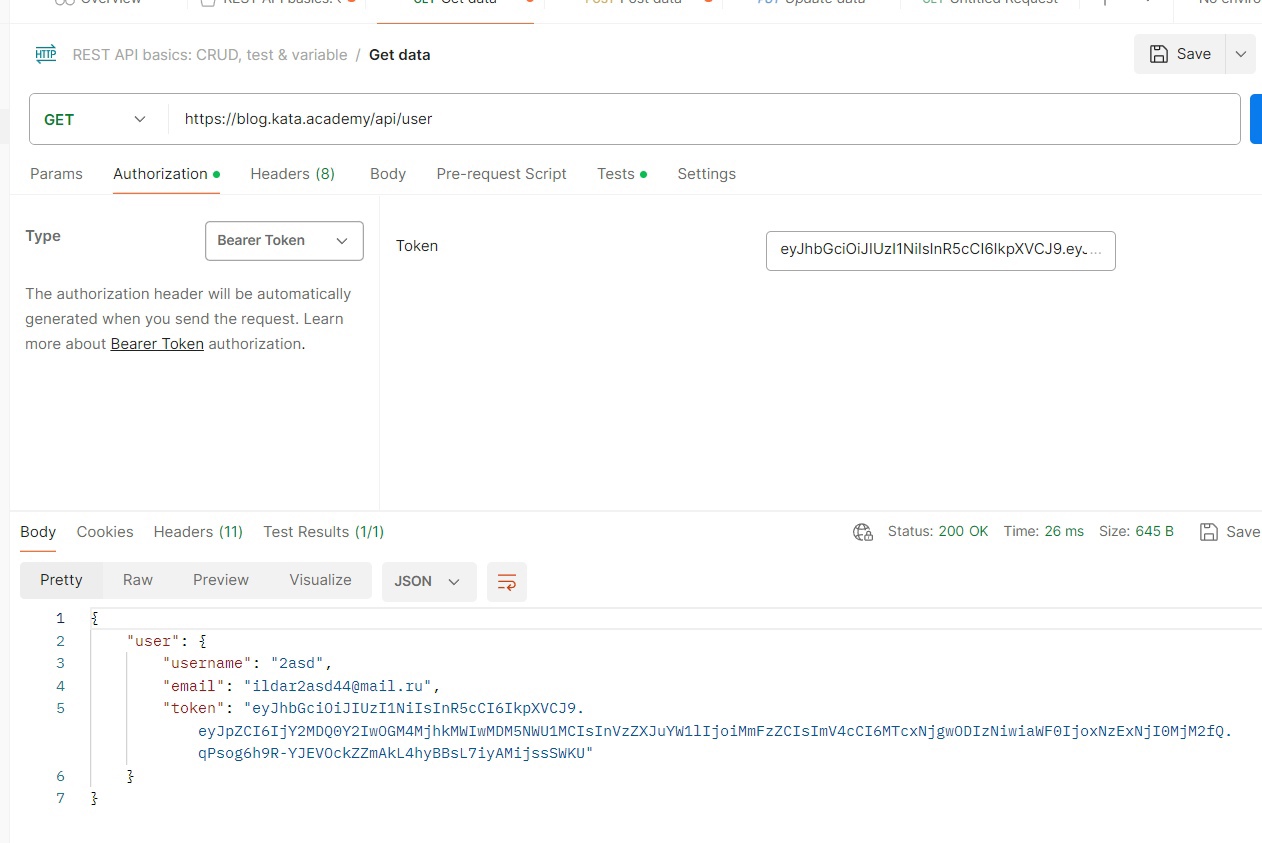 Overview REST API basics: GET Get data POST Post data PUT Update data GET Untitled Request + No enviro
HTTP REST API basics: CRUD, test & variable / Get data Save
GET https://blog.kata.academy/api/user
Params Authorization Headers (8) Body Pre-request Script Tests Settings
Type Bearer Token Token eyJhbGciOiJIUzI1NiIsInR5cCI6IkpXVCJ9.eyJ...
The authorization header will be automatically
generated when you send the request. Learn
more about Bearer Token authorization.
Body Cookies Headers (11) Test Results (1/1) Status: 200 OK Time: 26 ms Size: 645 B Save
Pretty Raw Preview Visualize JSON
1 {
2 "user": {
3 "username": "2asd",
4 "email": "ildar2asd44@mail.ru",
5 "token": "eyJhbGciOiJIUzI1NiIsInR5cCI6IkpXVCJ9.
eyJpZCI6IjY2MDQ0Y2IwOGM4MjhkMWIwMDM5NWU1MCIsInVzZXJuYW1lIjoiMmFzZCIsImV4cCI6MTcxNjgwODIzNiwiaWF0IjoxNzExNjI0MjM2fQ.
qPsog6h9R-YJEVOckZZmAkL4hyBBsL7iyAMijssSWKU"
6 }
7 }